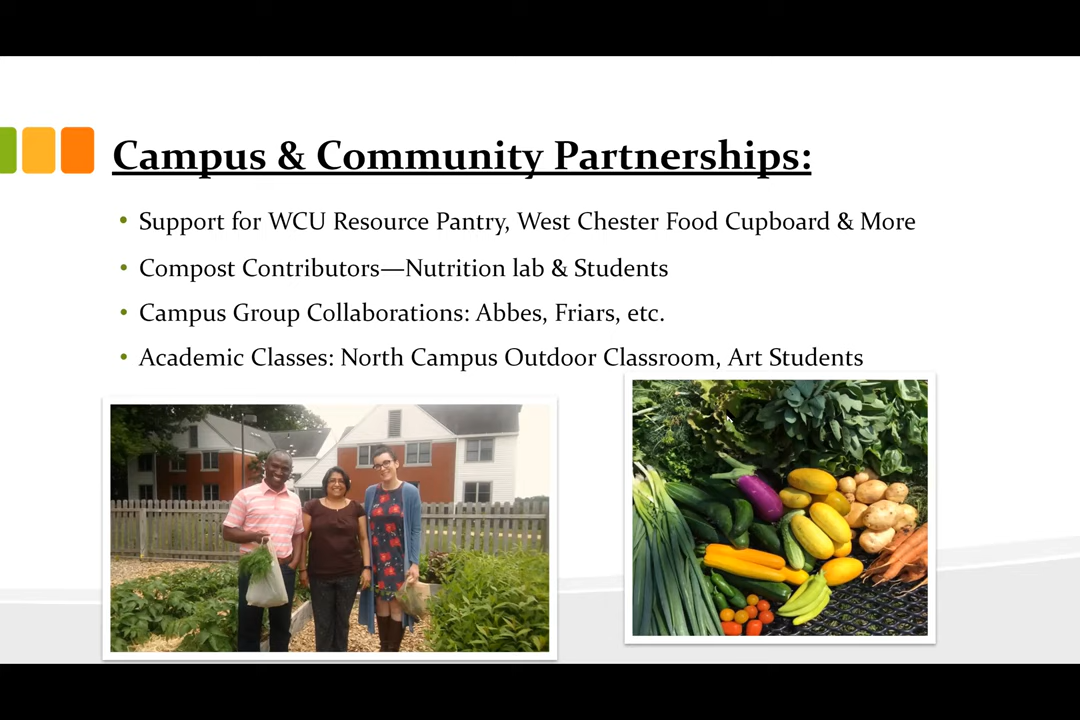 Campus & Community Partnerships:
• Support for WCU Resource Pantry, West Chester Food Cupboard & More
• Compost Contributors—Nutrition lab & Students
• Campus Group Collaborations: Abbes, Friars, etc.
• Academic Classes: North Campus Outdoor Classroom, Art Students